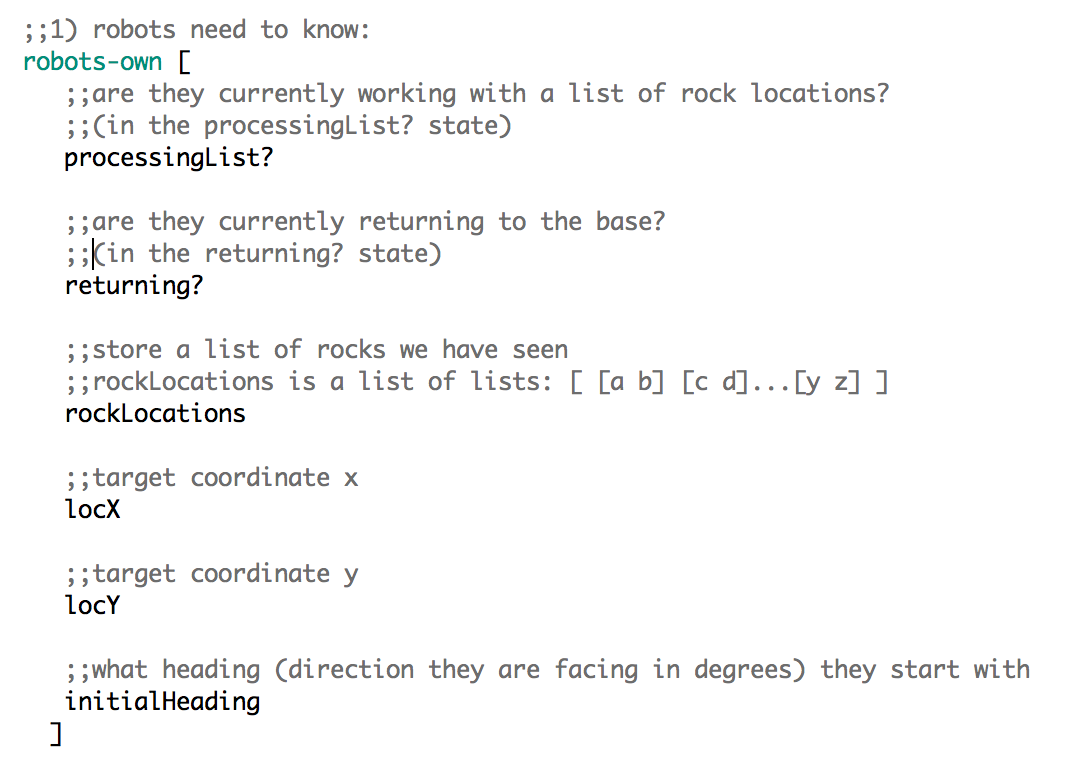 ;;1) robots need to know:
robots-own [
;;are they currently working with a list of rock locations?
;;(in the processingList? state)
processingList?
;;are they currently returning to the base?
;;(in the returning? state)
returning?
;;store a list of rocks we have seen
;;rockLocations is a list of lists: [ [a b] [c d]...[y z] ]
rockLocations
;;target coordinate x
locX
;;target coordinate y
locY
;;what heading (direction they are facing in degrees) they start with
initialHeading
]